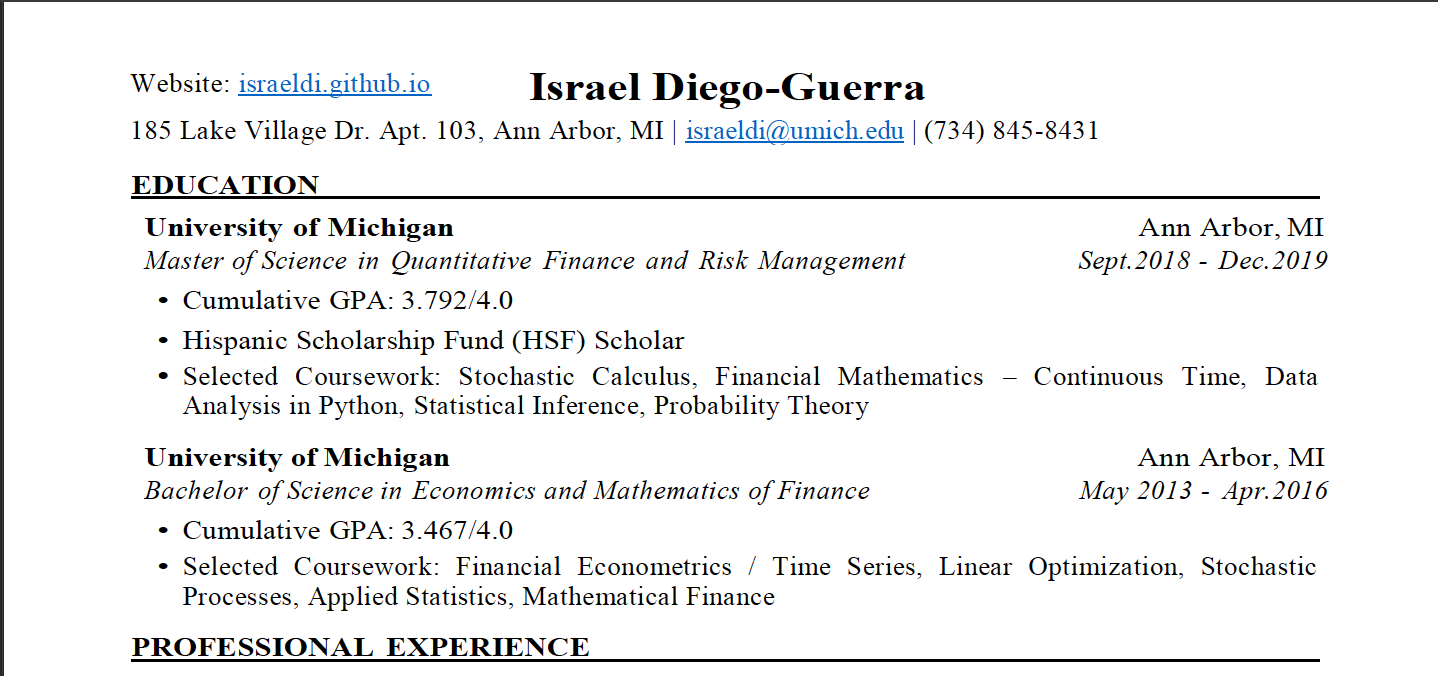 Website: israeldi.github.io Israel Diego-Guerra
185 Lake Village Dr. Apt. 103, Ann Arbor, MI | israeldi@umich.edu | (734) 845-8431
EDUCATION
University of Michigan Ann Arbor, MI
Master of Science in Quantitative Finance and Risk Management Sept.2018 - Dec.2019
• Cumulative GPA: 3.792/4.0
• Hispanic Scholarship Fund (HSF) Scholar
• Selected Coursework: Stochastic Calculus, Financial Mathematics – Continuous Time, Data
Analysis in Python, Statistical Inference, Probability Theory
University of Michigan Ann Arbor, MI
Bachelor of Science in Economics and Mathematics of Finance May 2013 - Apr.2016
• Cumulative GPA: 3.467/4.0
• Selected Coursework: Financial Econometrics / Time Series, Linear Optimization, Stochastic
Processes, Applied Statistics, Mathematical Finance
PROFESSIONAL EXPERIENCE